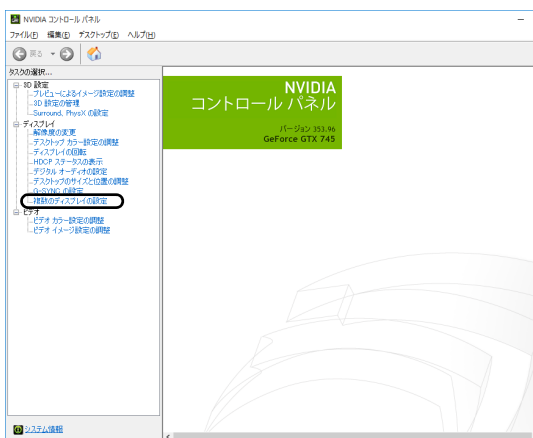 NVIDIA コントロール パネル
ファイル(F) 編集(E) デスクトップ(E) ヘルプ(H)
戻る
タスクの選択...
3D 設定
プレビューによるイメージ設定の調整
3D 設定の管理
Surround、PhysX の設定
ディスプレイ
解像度の変更
デスクトップ カラー設定の調整
ディスプレイの回転
HDCP ステータスの表示
デジタル オーディオの設定
デスクトップのサイズと位置の調整
G-SYNC の設定
複数のディスプレイの設定
ビデオ
ビデオ カラー設定の調整
ビデオ イメージ設定の調整
システム情報
NVIDIA
コントロール パネル
バージョン 353.96
GeForce GTX 745